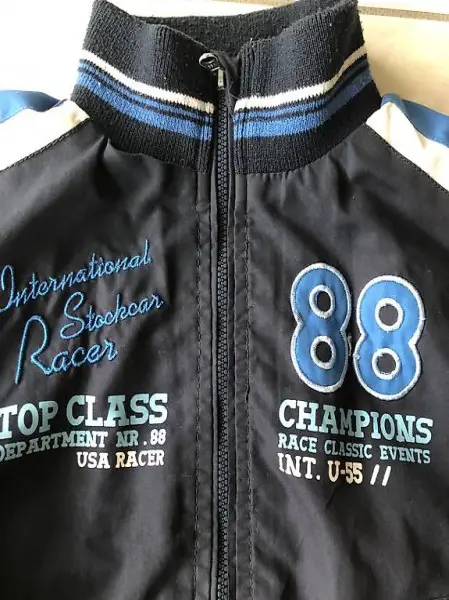 International
Stockcar
Racer
TOP CLASS
DEPARTMENT NR.88
USA RACER
88
CHAMPIONS
RACE CLASSIC EVENTS
INT. U-55 //